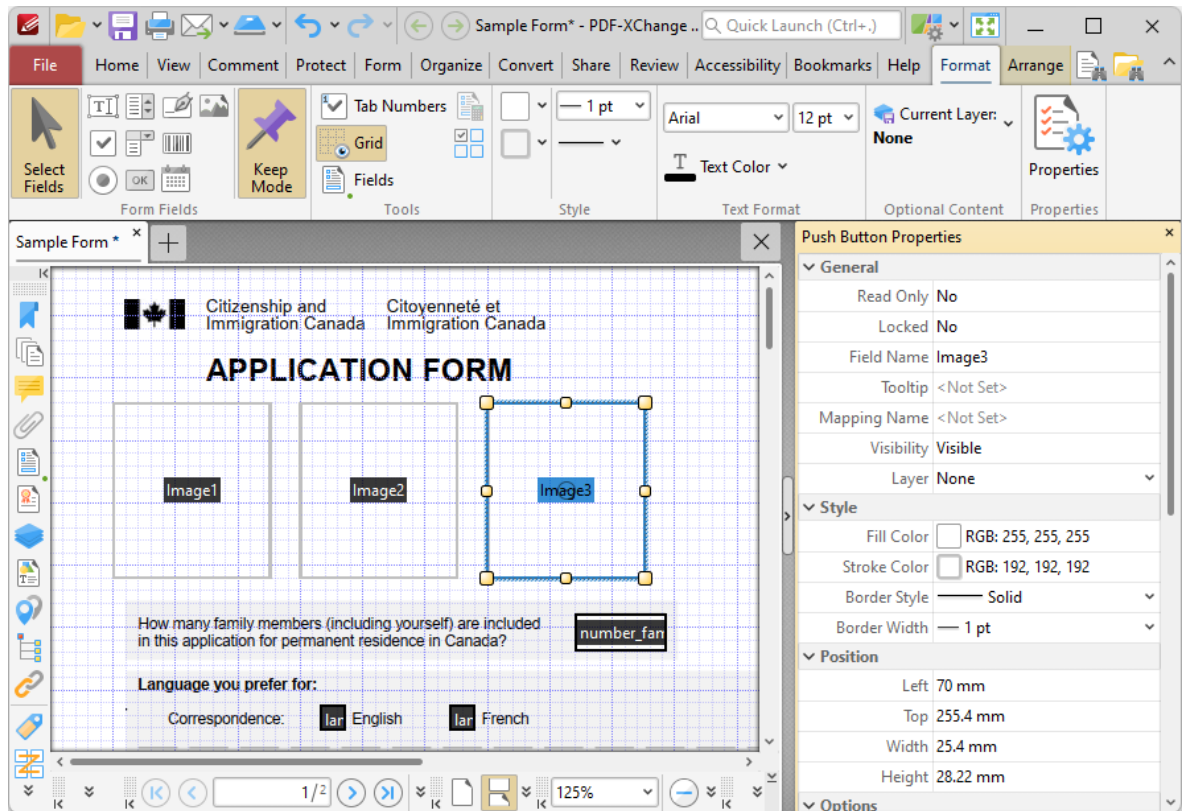 Sample Form* - PDF-XChange ..
Quick Launch (Ctrl+.)
File Home View Comment Protect Form Organize Convert Share Review Accessibility Bookmarks Help Format Arrange
Select Fields
OK
Keep Mode
Form Fields
Tab Numbers
Grid
Fields
Tools
1 pt
Style
Arial
12 pt
Text Color
Text Format
Current Layer:
None
Optional Content
Properties
Properties
Sample Form *
Citizenship and
Immigration Canada
Citoyenneté et
Immigration Canada
APPLICATION FORM
Image1
Image2
Image3
How many family members (including yourself) are included
in this application for permanent residence in Canada?
number_fam
Language you prefer for:
Correspondence:
lar
English
lar
French
1/2
125%
Push Button Properties
General
Read Only No
Locked No
Field Name Image3
Tooltip <Not Set>
Mapping Name <Not Set>
Visibility Visible
Layer None
Style
Fill Color RGB: 255, 255, 255
Stroke Color RGB: 192, 192, 192
Border Style Solid
Border Width 1 pt
Position
Left 70 mm
Top 255.4 mm
Width 25.4 mm
Height 28.22 mm
Options